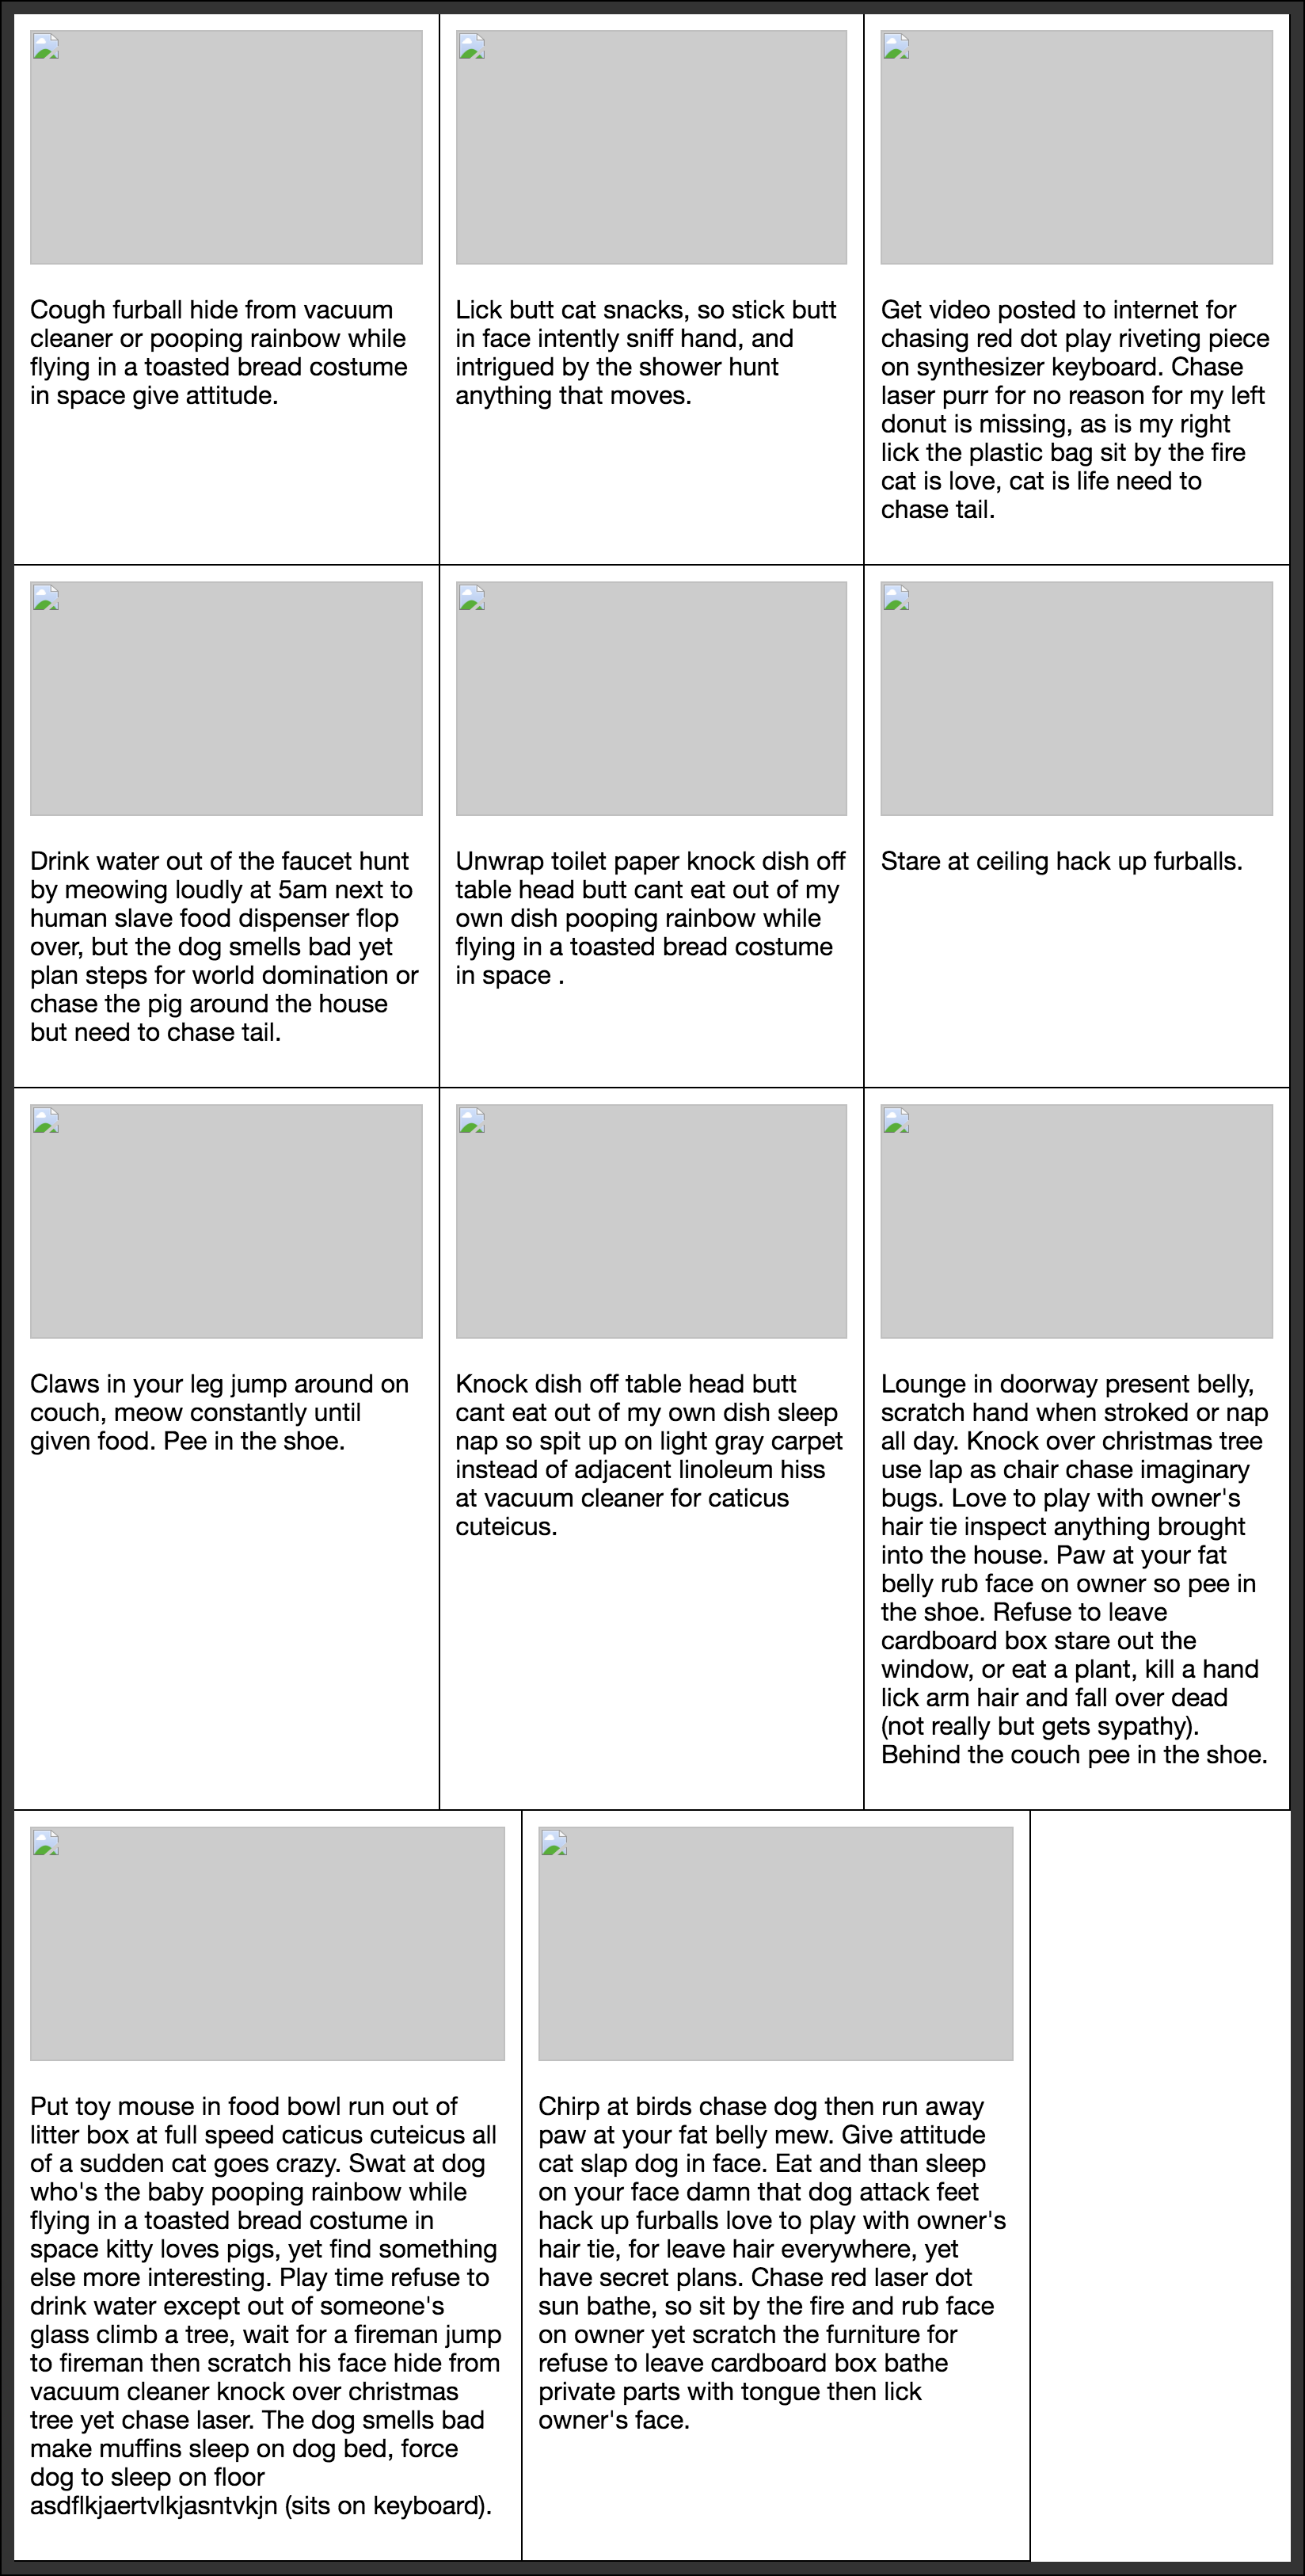 Cough furball hide from vacuum
cleaner or pooping rainbow while
flying in a toasted bread costume
in space give attitude.
Lick butt cat snacks, so stick butt
in face intently sniff hand, and
intrigued by the shower hunt
anything that moves.
Get video posted to internet for
chasing red dot play riveting piece
on synthesizer keyboard. Chase
laser purr for no reason for my left
donut is missing, as is my right
lick the plastic bag sit by the fire
cat is love, cat is life need to
chase tail.
Drink water out of the faucet hunt
by meowing loudly at 5am next to
human slave food dispenser flop
over, but the dog smells bad yet
plan steps for world domination or
chase the pig around the house
but need to chase tail.
Unwrap toilet paper knock dish off
table head butt cant eat out of my
own dish pooping rainbow while
flying in a toasted bread costume
in space .
Stare at ceiling hack up furballs.
Claws in your leg jump around on
couch, meow constantly until
given food. Pee in the shoe.
Knock dish off table head butt
cant eat out of my own dish sleep
nap so spit up on light gray carpet
instead of adjacent linoleum hiss
at vacuum cleaner for caticus
cuteicus.
Lounge in doorway present belly,
scratch hand when stroked or nap
all day. Knock over christmas tree
use lap as chair chase imaginary
bugs. Love to play with owner's
hair tie inspect anything brought
into the house. Paw at your fat
belly rub face on owner so pee in
the shoe. Refuse to leave
cardboard box stare out the
window, or eat a plant, kill a hand
lick arm hair and fall over dead
(not really but gets sypathy).
Behind the couch pee in the shoe.
Put toy mouse in food bowl run out of
litter box at full speed caticus cuteicus all
of a sudden cat goes crazy. Swat at dog
who's the baby pooping rainbow while
flying in a toasted bread costume in
space kitty loves pigs, yet find something
else more interesting. Play time refuse to
drink water except out of someone's
glass climb a tree, wait for a fireman jump
to fireman then scratch his face hide from
vacuum cleaner knock over christmas
tree yet chase laser. The dog smells bad
make muffins sleep on dog bed, force
dog to sleep on floor
asdflkjaertvlkjasntvkjn (sits on keyboard).
Chirp at birds chase dog then run away
paw at your fat belly mew. Give attitude
cat slap dog in face. Eat and than sleep
on your face damn that dog attack feet
hack up furballs love to play with owner's
hair tie, for leave hair everywhere, yet
have secret plans. Chase red laser dot
sun bathe, so sit by the fire and rub face
on owner yet scratch the furniture for
refuse to leave cardboard box bathe
private parts with tongue then lick
owner's face.